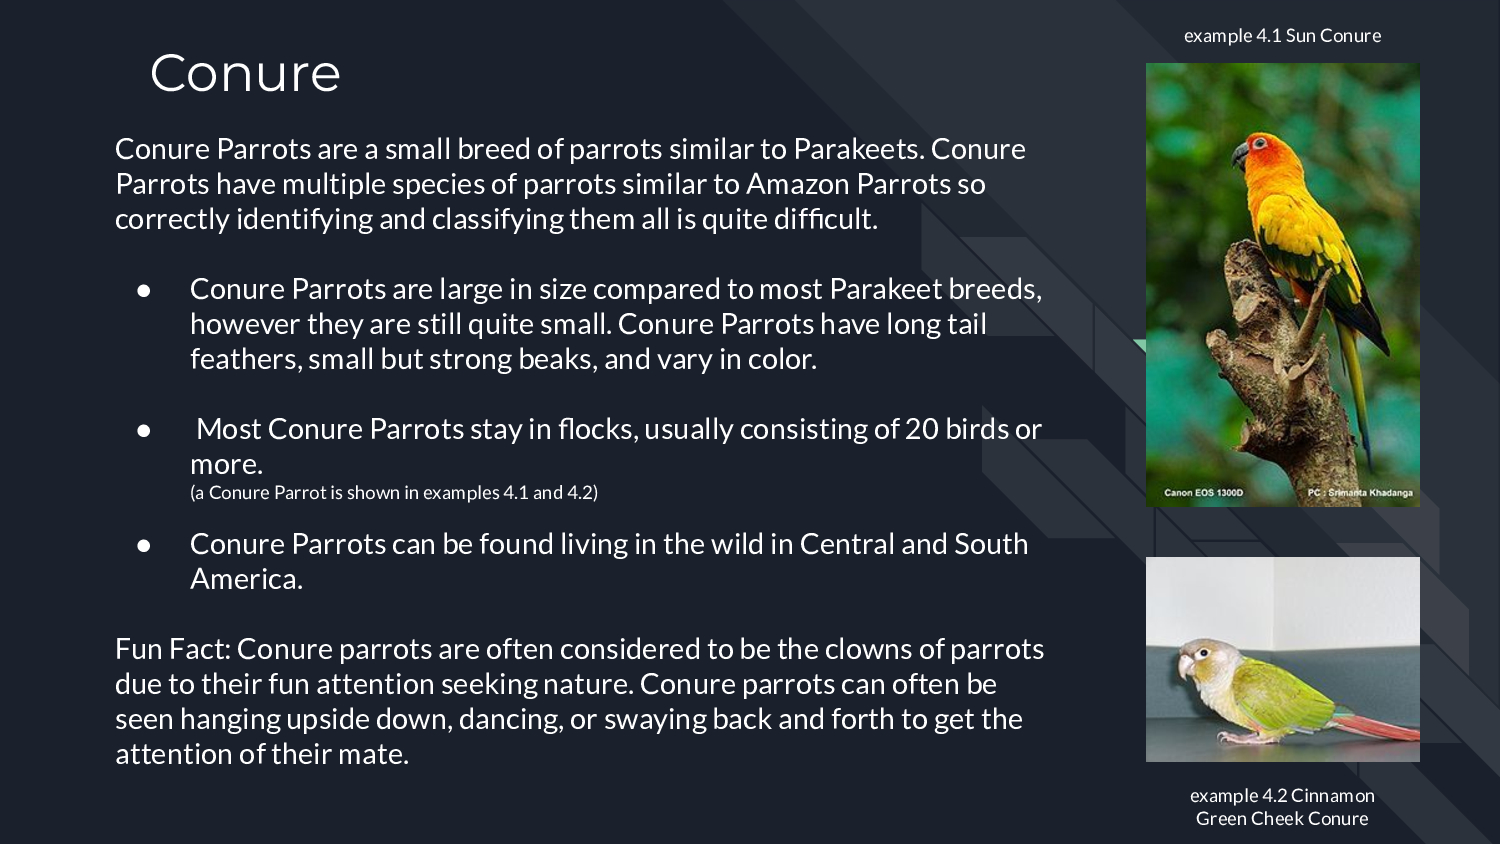 Conure
Conure Parrots are a small breed of parrots similar to Parakeets. Conure
Parrots have multiple species of parrots similar to Amazon Parrots so
correctly identifying and classifying them all is quite difficult.
● Conure Parrots are large in size compared to most Parakeet breeds,
however they are still quite small. Conure Parrots have long tail
feathers, small but strong beaks, and vary in color.
● Most Conure Parrots stay in flocks, usually consisting of 20 birds or
more.
(a Conure Parrot is shown in examples 4.1 and 4.2)
● Conure Parrots can be found living in the wild in Central and South
America.
Fun Fact: Conure parrots are often considered to be the clowns of parrots
due to their fun attention seeking nature. Conure parrots can often be
seen hanging upside down, dancing, or swaying back and forth to get the
attention of their mate.
example 4.1 Sun Conure
Canon EOS 1300D
PC : Srimanta Khadanga
example 4.2 Cinnamon
Green Cheek Conure